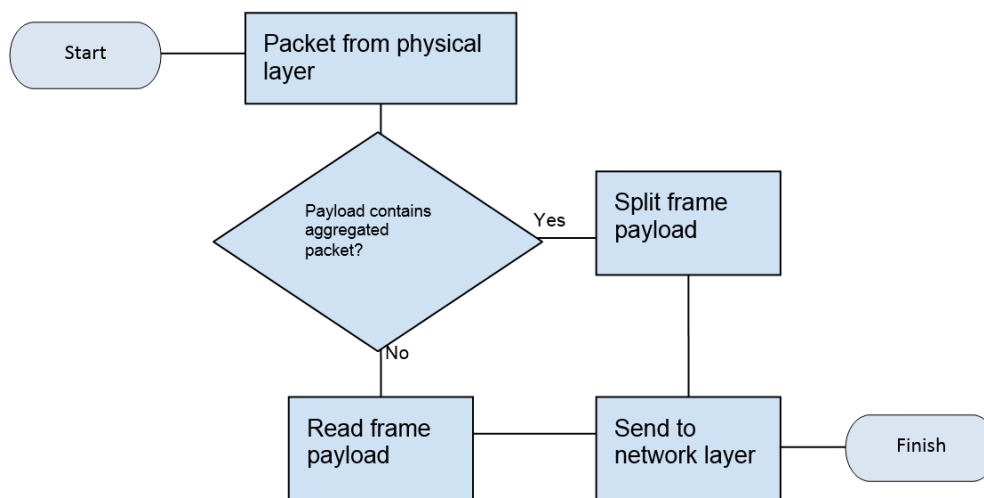 Start
Packet from physical
layer
Payload contains
aggregated
packet?
Yes
Split frame
payload
No
Read frame
payload
Send to
network layer
Finish